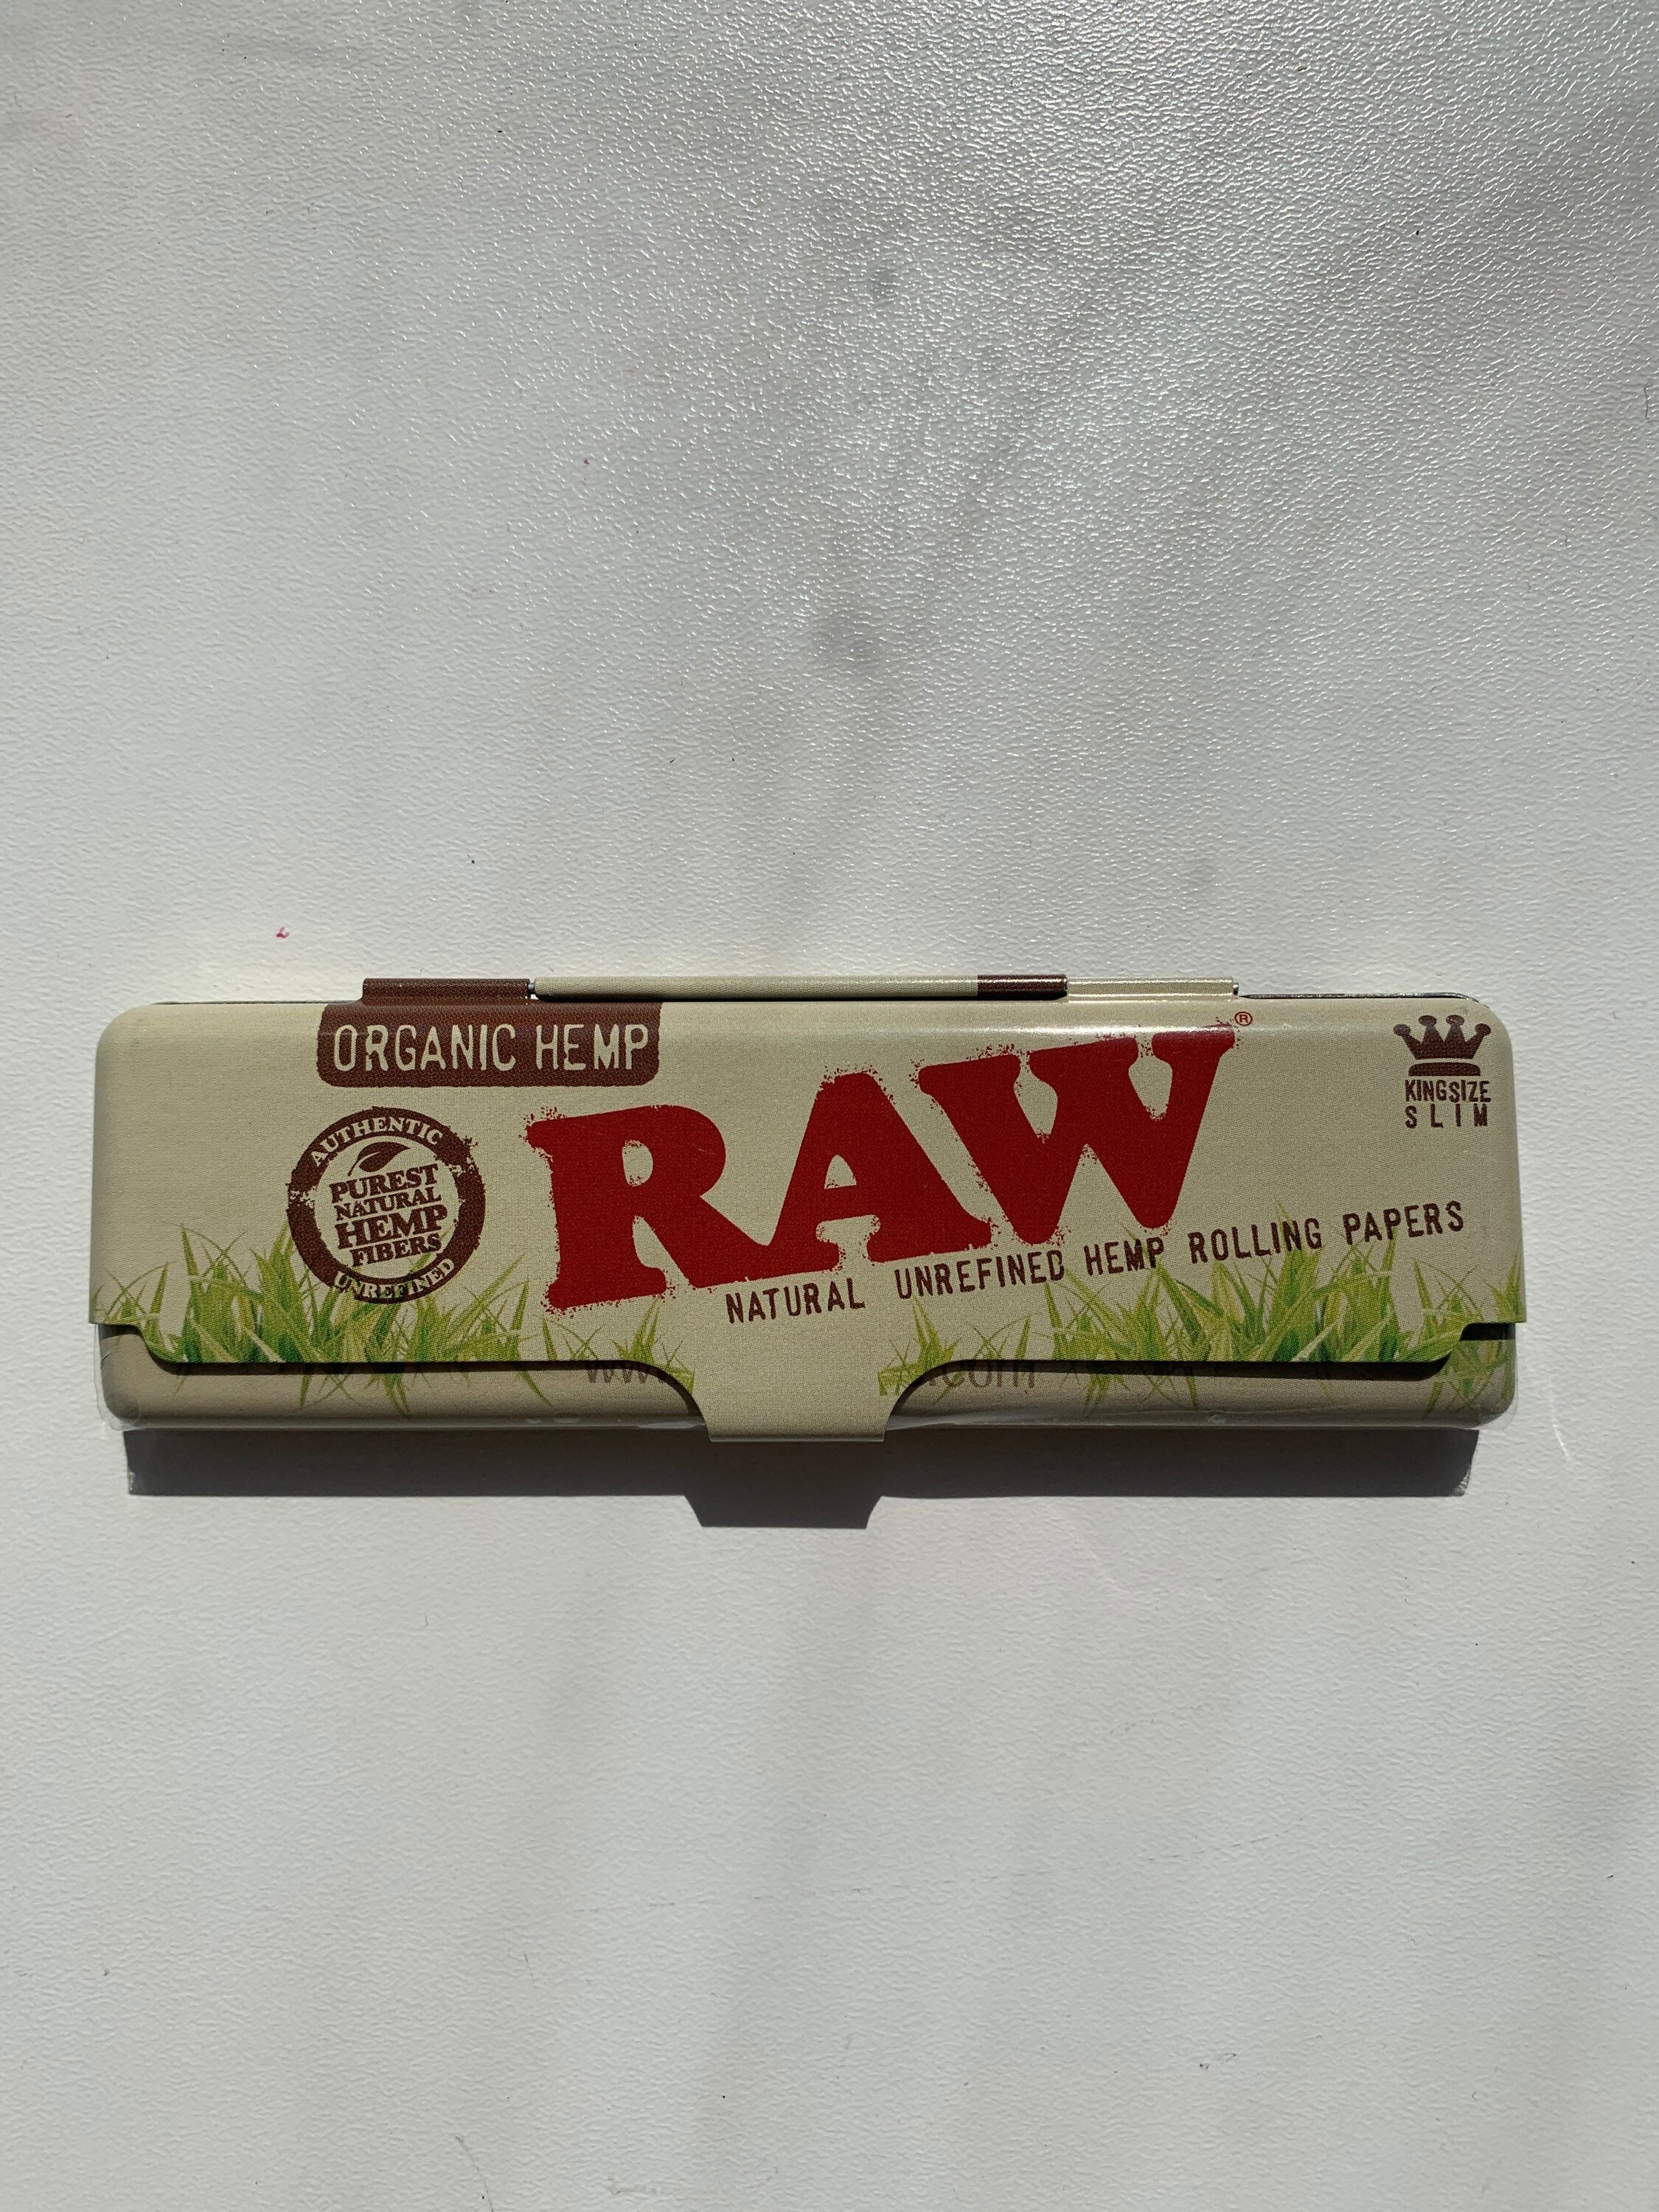 ORGANIC HEMP
RAW®
KINGSIZE
SLIM
AUTHENTIC
PUREST
NATURAL
HEMP
FIBERS
UNREFINED
NATURAL UNREFINED HEMP ROLLING PAPERS